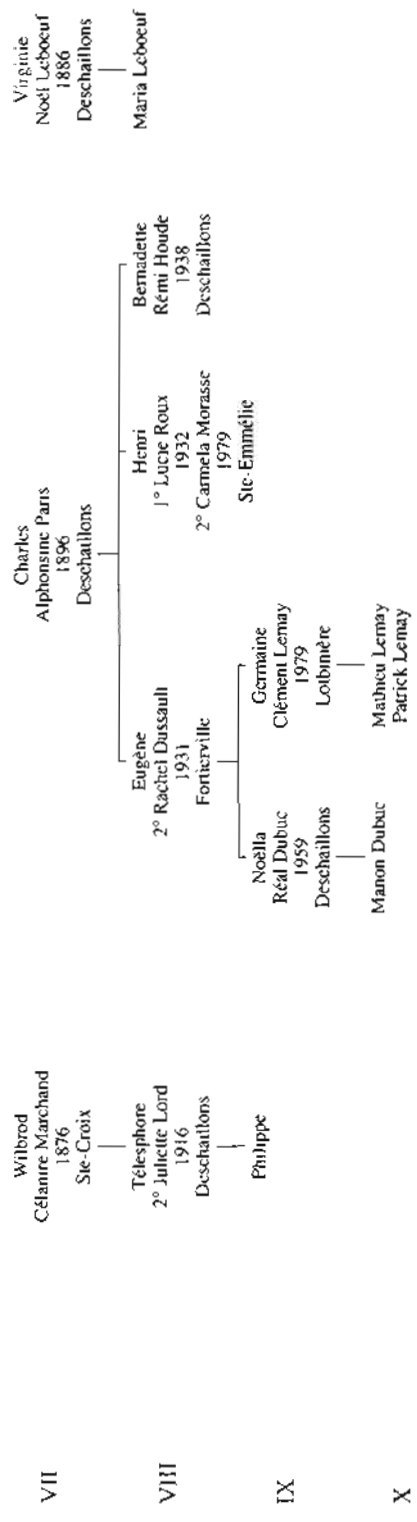 VII
Wilbrod
Célanire Marchand
1876
Ste-Croix
Charles
Alphonsine Paris
1896
Deschaillons
Virginie
Noël Leboeuf
1886
Deschaillons
VIII
Télesphore
2° Juliette Lord
1916
Deschaillons
Eugène
2° Rachel Dussault
1931
Fortierville
Henri
1° Lucie Roux
1932
2° Carmela Morasse
1979
Ste-Emmélie
Bernadette
Rémi Houde
1938
Deschaillons
Maria Leboeuf
IX
Philippe
Noëlla
Réal Dubuc
1959
Deschaillons
Germaine
Clément Lemay
1979
Lotbinière
X
Manon Dubuc
Mathieu Lemay
Patrick Lemay